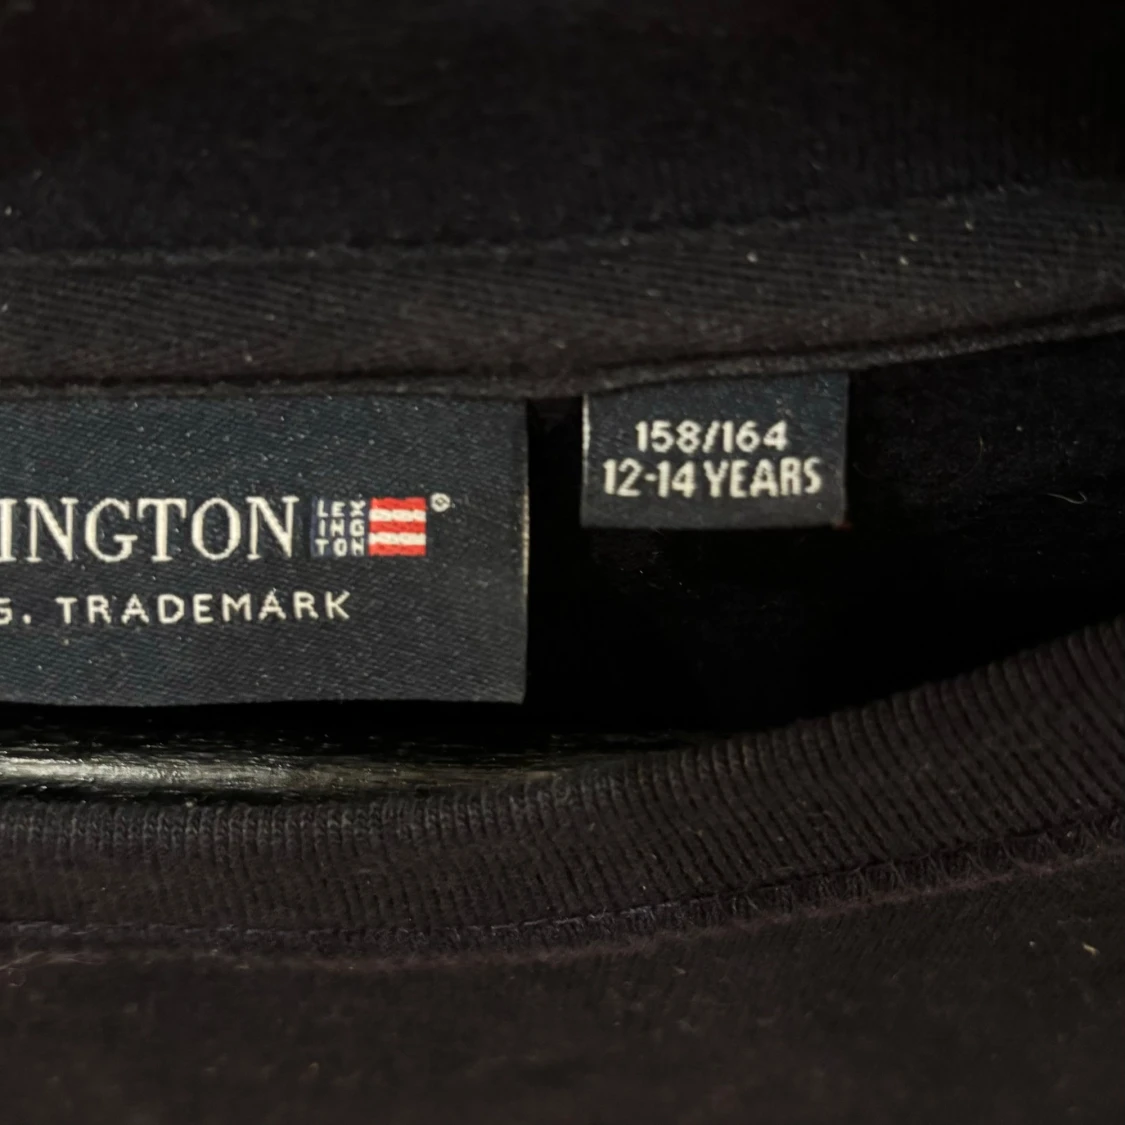 INGTON LEX ING TON ®
G. TRADEMARK
158/164
12-14 YEARS